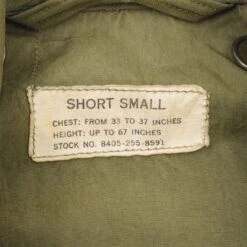 SHORT SMALL
CHEST: FROM 33 TO 37 INCHES
HEIGHT: UP TO 67 INCHES
STOCK NO. 8405-255-8591